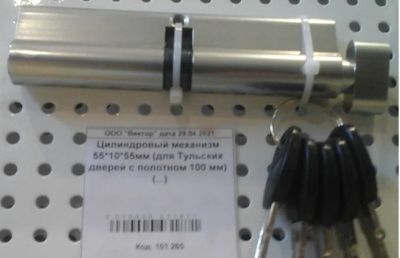 ООО "Вектор" дата 29.04.2021
Цилиндровый механизм
55*10*55мм (для Тульских
дверей с полотном 100 мм)
(...)
Код: 101 265